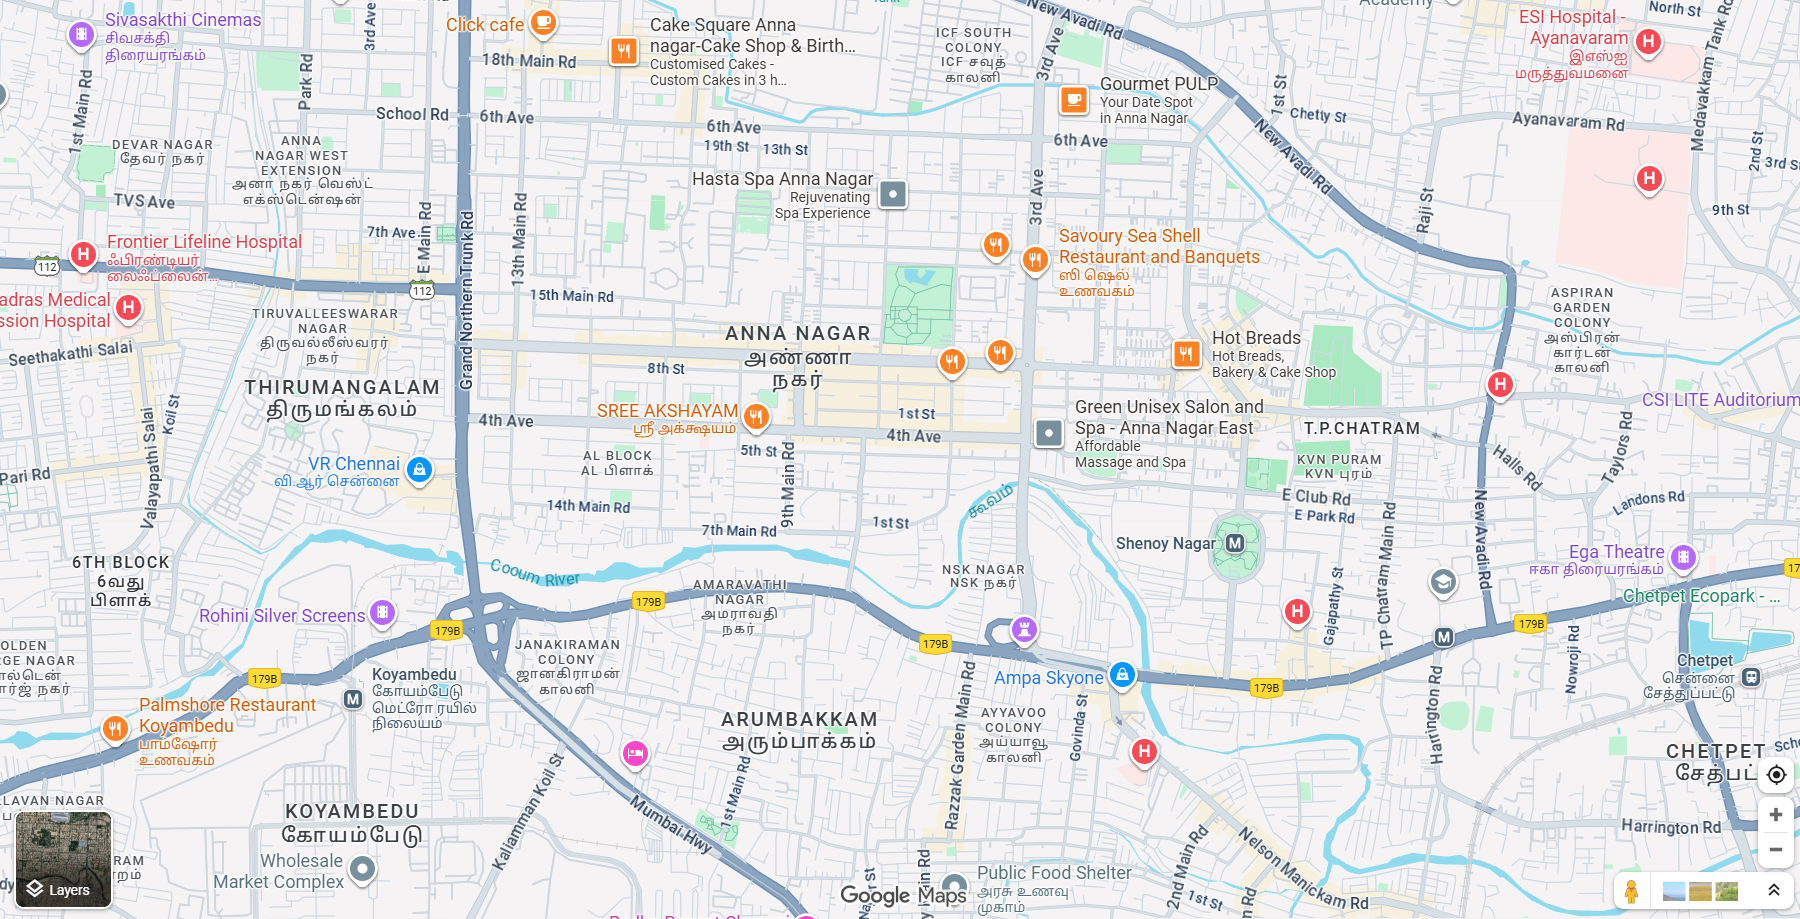 Sivasakthi Cinemas
சிவசக்தி
திரையரங்கம்
3rd St
Park Rd
1st Main Rd
Click cafe
18th Main Rd
Cake Square Anna
nagar-Cake Shop & Birth...
Customised Cakes -
Custom Cakes in 3 h...
ICF SOUTH
COLONY
ICF சவுத்
காலனி
New Avadi Rd
3rd Ave
Gourmet PULP
Your Date Spot
in Anna Nagar
Academy
ESI Hospital -
Ayanavaram
இஎஸ்ஐ
மருத்துவமனை
North St
Medavakkam Tank Rd
1st St
Chetty St
Ayanavaram Rd
2nd St
3rd S
9th St
School Rd
6th Ave
6th Ave
6th Ave
19th St
13th St
DEVAR NAGAR
தேவர் நகர்
ANNA
NAGAR WEST
EXTENSION
அனா நகர் வெஸ்ட்
எக்ஸ்டென்ஷன்
TVS Ave
7th Ave
E Main Rd
Grand Northern Trunk Rd
13th Main Rd
Hasta Spa Anna Nagar
Rejuvenating
Spa Experience
3rd Ave
New Avadi Rd
Raji St
Frontier Lifeline Hospital
ஃபிரண்டியர்
லைஃப்லைன்...
112
112
adras Medical
ssion Hospital
Savoury Sea Shell
Restaurant and Banquets
ஸி ஷெல்
உணவகம்
15th Main Rd
TIRUVALLEESWARAR
NAGAR
திருவல்லீஸ்வரர்
நகர்
Seethakathi Salai
ANNA NAGAR
அண்ணா
நகர்
8th St
Hot Breads
Hot Breads,
Bakery & Cake Shop
ASPIRAN
GARDEN
COLONY
அஸ்பிரன்
கார்டன்
காலனி
THIRUMANGALAM
திருமங்கலம்
Koil St
Valayapathi Salai
4th Ave
SREE AKSHAYAM
ஸ்ரீ அக்க்ஷயம்
1st St
4th Ave
Green Unisex Salon and
Spa - Anna Nagar East
Affordable
Massage and Spa
T.P.CHATRAM
CSI LITE Auditorium
AL BLOCK
AL பிளாக்
5th St
9th Main Rd
VR Chennai
வி.ஆர் சென்னை
Pari Rd
KVN PURAM
KVN புரம்
Halls Rd
Taylors Rd
Landons Rd
E Club Rd
E Park Rd
14th Main Rd
7th Main Rd
1st St
கூவம்
TP Chatram Main Rd
New Avadi Rd
6TH BLOCK
6வது
பிளாக்
Cooum River
Shenoy Nagar
NSK NAGAR
NSK நகர்
Ega Theatre
ஈகா திரையரங்கம்
AMARAVATHI
NAGAR
அமராவதி
நகர்
Rohini Silver Screens
179B
179B
179B
179B
179B
179B
17
Gajapathy St
Chetpet Ecopark - ...
OLDEN
RGE NAGAR
JANAKIRAMAN
COLONY
ஜானகிராமன்
காலனி
Koyambedu
கோயம்பேடு
மெட்ரோ ரயில்
நிலையம்
Ampa Skyone
Nowroji Rd
Chetpet
சென்னை
சேத்துப்பட்டு
Palmshore Restaurant
Koyambedu
பாம்ஷோர்
உணவகம்
ARUMBAKKAM
அரும்பாக்கம்
Razzak Garden Main Rd
AYYAVOO
COLONY
அய்யாவூ
காலனி
Govinda St
Harrington Rd
CHETPET
சேத்பட்
Sch
LLAVAN NAGAR
KOYAMBEDU
கோயம்பேடு
Kaliamman Koil St
Mumbai Hwy
1st Main Rd
Harrington Rd
Wholesale
Market Complex
2nd Main Rd
Nelson Manickam Rd
1st St
Public Food Shelter
அரசு உணவு
முகாம்
Layers
Google Maps